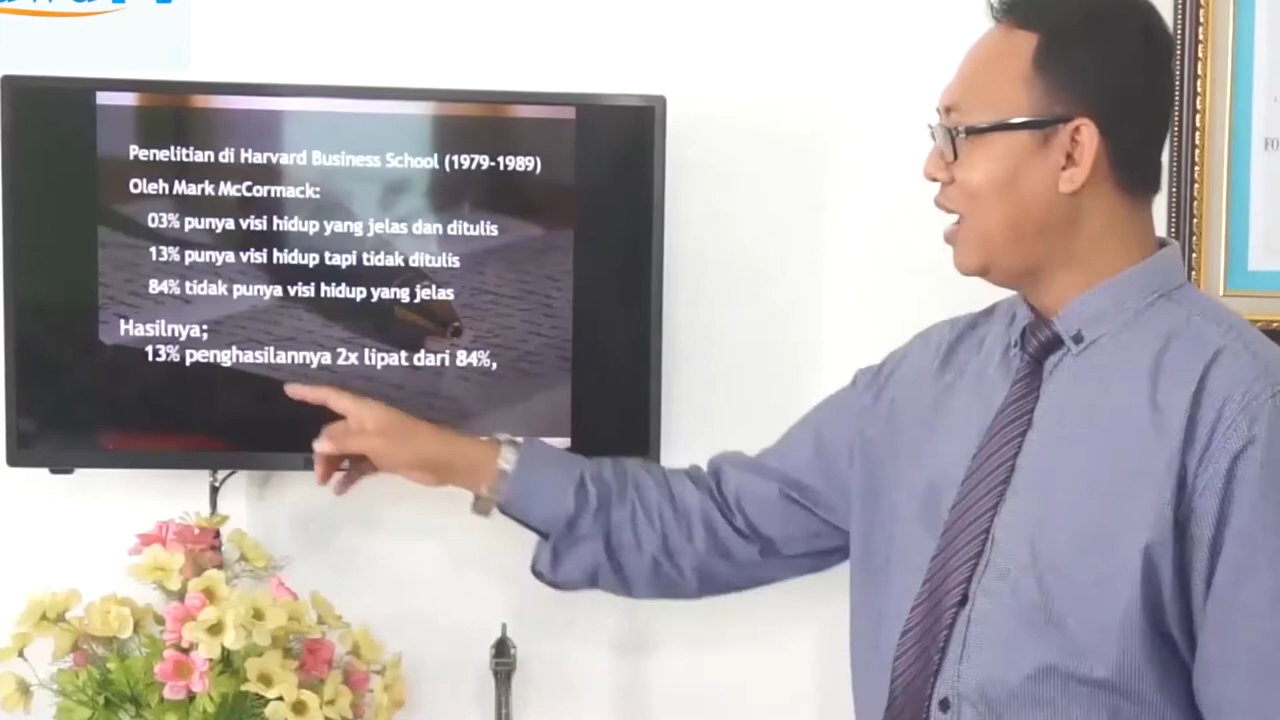 Penelitian di Harvard Business School (1979-1989)
Oleh Mark McCormack:
03% punya visi hidup yang jelas dan ditulis
13% punya visi hidup tapi tidak ditulis
84% tidak punya visi hidup yang jelas
Hasilnya;
13% penghasilannya 2x lipat dari 84%,
FO